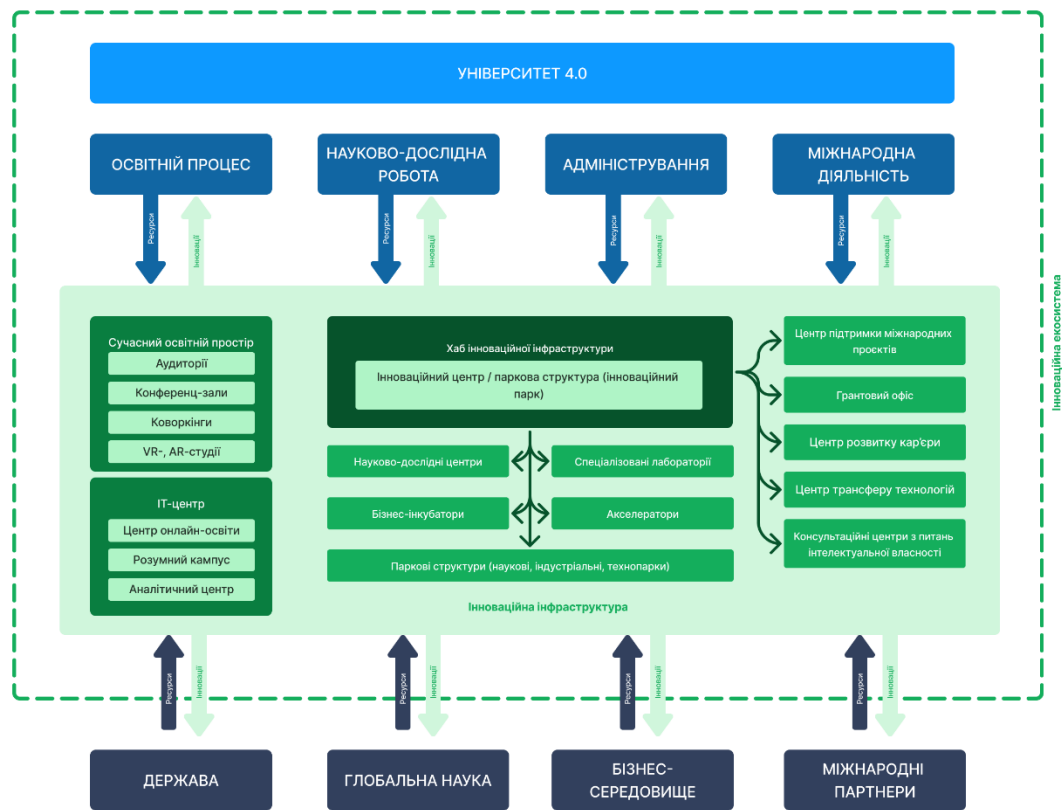 УНІВЕРСИТЕТ 4.0
ОСВІТНІЙ ПРОЦЕС
НАУКОВО-ДОСЛІДНА
РОБОТА
АДМІНІСТРУВАННЯ
МІЖНАРОДНА
ДІЯЛЬНІСТЬ
Ресурси
Інновації
Ресурси
Інновації
Ресурси
Інновації
Ресурси
Інновації
Сучасний освітній простір
Аудиторії
Конференц-зали
Коворкінги
VR-, AR-студії
ІТ-центр
Центр онлайн-освіти
Розумний кампус
Аналітичний центр
Хаб інноваційної інфраструктури
Інноваційний центр / паркова структура (інноваційний
парк)
Науково-дослідні центри
Спеціалізовані лабораторії
Бізнес-інкубатори
Акселератори
Паркові структури (наукові, індустріальні, технопарки)
Центр підтримки міжнародних
проєктів
Грантовий офіс
Центр розвитку кар'єри
Центр трансферу технологій
Консультаційні центри з питань
інтелектуальної власності
Інноваційна інфраструктура
Інноваційна екосистема
Ресурси
Інновації
Ресурси
Інновації
Ресурси
Інновації
Ресурси
Інновації
ДЕРЖАВА
ГЛОБАЛЬНА НАУКА
БІЗНЕС-
СЕРЕДОВИЩЕ
МІЖНАРОДНІ
ПАРТНЕРИ